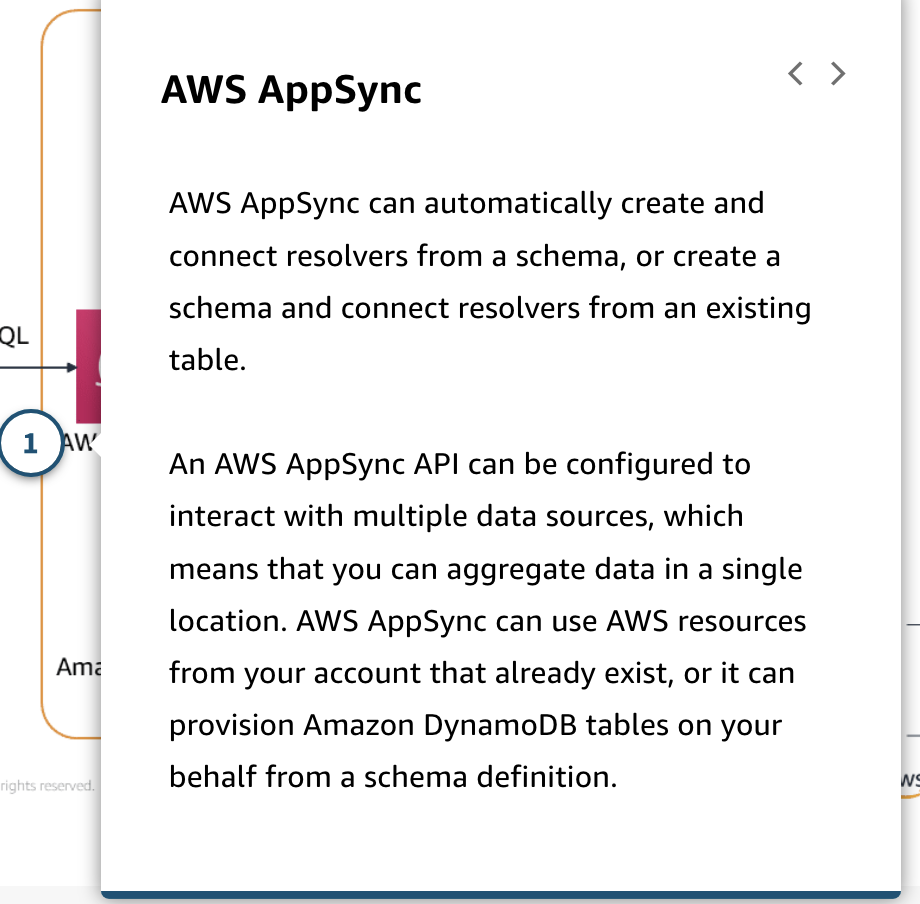 AWS AppSync
AWS AppSync can automatically create and
connect resolvers from a schema, or create a
schema and connect resolvers from an existing
table.
An AWS AppSync API can be configured to
interact with multiple data sources, which
means that you can aggregate data in a single
location. AWS AppSync can use AWS resources
from your account that already exist, or it can
provision Amazon DynamoDB tables on your
behalf from a schema definition.
QL
1
AW
Ama
rights reserved.
ws